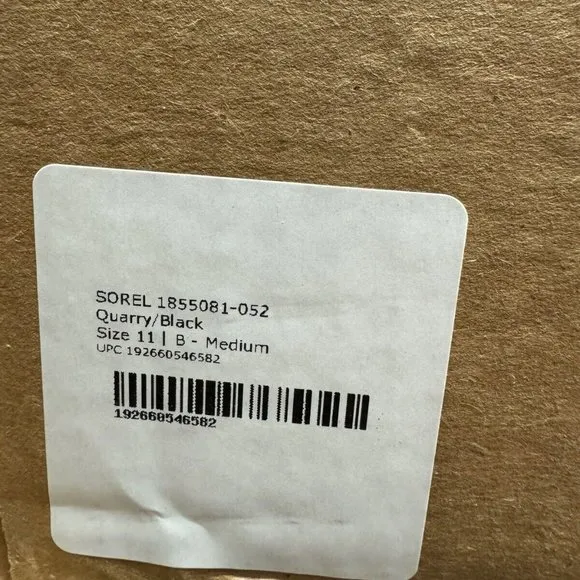 SOREL 1855081-052
Quarry/Black
Size 11 | B - Medium
UPC 192660546582
192660546582